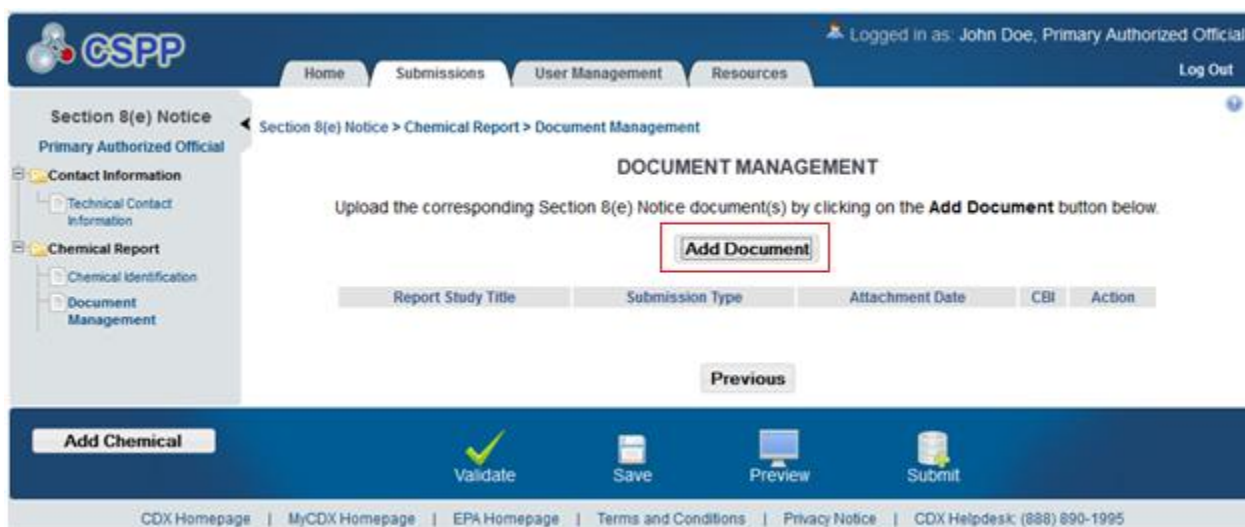 CSPP
Logged in as: John Doe, Primary Authorized Official
Home Submissions User Management Resources
Log Out
Section 8(e) Notice
Primary Authorized Official
Contact Information
Technical Contact
Information
Chemical Report
Chemical Identification
Document
Management
Section 8(e) Notice > Chemical Report > Document Management
DOCUMENT MANAGEMENT
Upload the corresponding Section 8(e) Notice document(s) by clicking on the Add Document button below.
Add Document
Report Study Title Submission Type Attachment Date CBI Action
Previous
Add Chemical
Validate Save Preview Submit
CDX Homepage | MyCDX Homepage | EPA Homepage | Terms and Conditions | Privacy Notice | CDX Helpdesk: (888) 890-1995